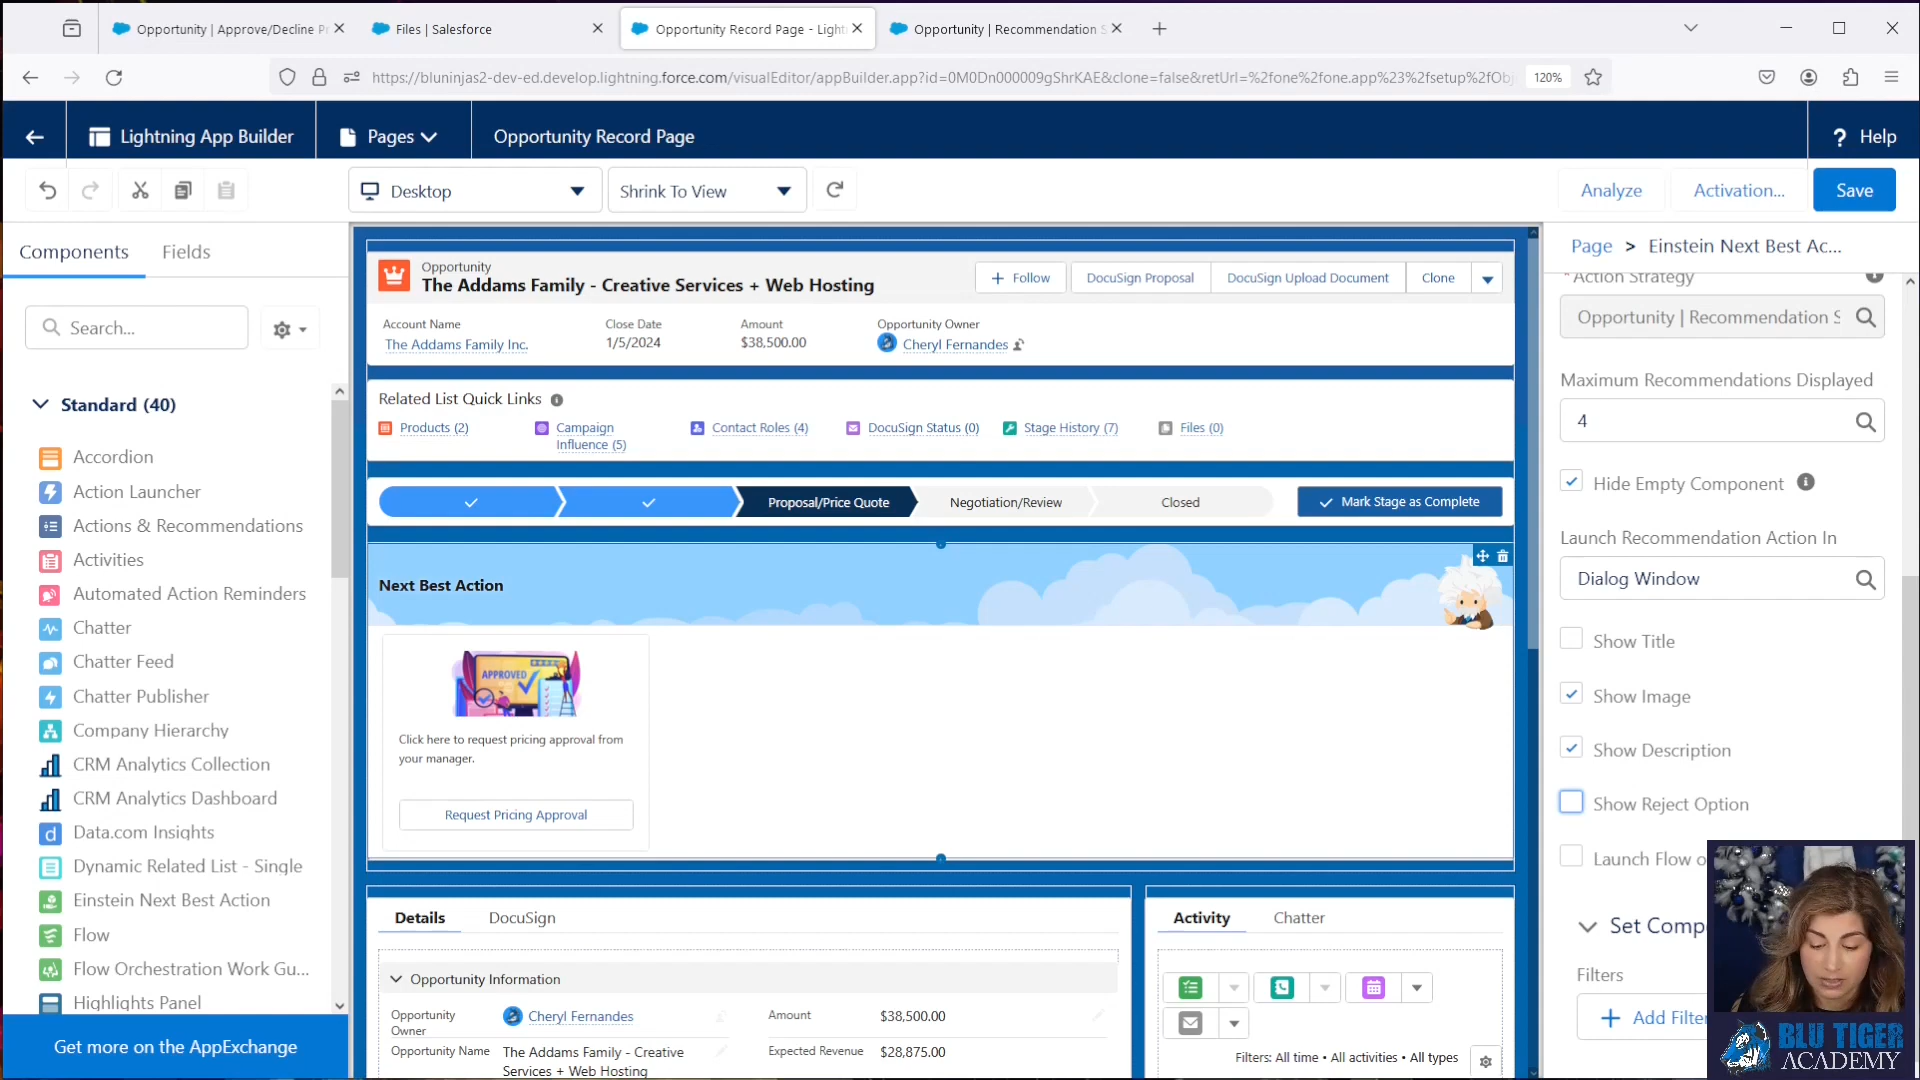 Opportunity | Approve/Decline Pr
Files | Salesforce
Opportunity Record Page - Light
Opportunity | Recommendation S
https://bluninjas2-dev-ed.develop.lightning.force.com/visualEditor/appBuilder.app?id=0M0Dn000009gShrKAE&clone=false&retUrl=%2fone%2fone.app%23%2fsetup%2fObj
120%
Lightning App Builder
Pages
Opportunity Record Page
? Help
Desktop
Shrink To View
Analyze
Activation...
Save
Components
Fields
Search...
Standard (40)
Accordion
Action Launcher
Actions & Recommendations
Activities
Automated Action Reminders
Chatter
Chatter Feed
Chatter Publisher
Company Hierarchy
CRM Analytics Collection
CRM Analytics Dashboard
Data.com Insights
Dynamic Related List - Single
Einstein Next Best Action
Flow
Flow Orchestration Work Gu...
Highlights Panel
Get more on the AppExchange
Opportunity
The Addams Family - Creative Services + Web Hosting
Follow
DocuSign Proposal
DocuSign Upload Document
Clone
Account Name
Close Date
Amount
Opportunity Owner
The Addams Family Inc.
1/5/2024
$38,500.00
Cheryl Fernandes
Related List Quick Links
Products (2)
Campaign
Influence (5)
Contact Roles (4)
DocuSign Status (0)
Stage History (7)
Files (0)
Proposal/Price Quote
Negotiation/Review
Closed
Mark Stage as Complete
Next Best Action
APPROVED
Click here to request pricing approval from
your manager.
Request Pricing Approval
Details
DocuSign
Opportunity Information
Opportunity
Owner
Cheryl Fernandes
Amount
$38,500.00
Opportunity Name
The Addams Family - Creative
Services + Web Hosting
Expected Revenue
$28,875.00
Activity
Chatter
Filters: All time • All activities • All types
Page > Einstein Next Best Ac...
*Action Strategy
Opportunity | Recommendation S
Maximum Recommendations Displayed
4
Hide Empty Component
Launch Recommendation Action In
Dialog Window
Show Title
Show Image
Show Description
Show Reject Option
Launch Flow o
Set Comp
Filters
Add Filter
BLU TIGER
ACADEMY